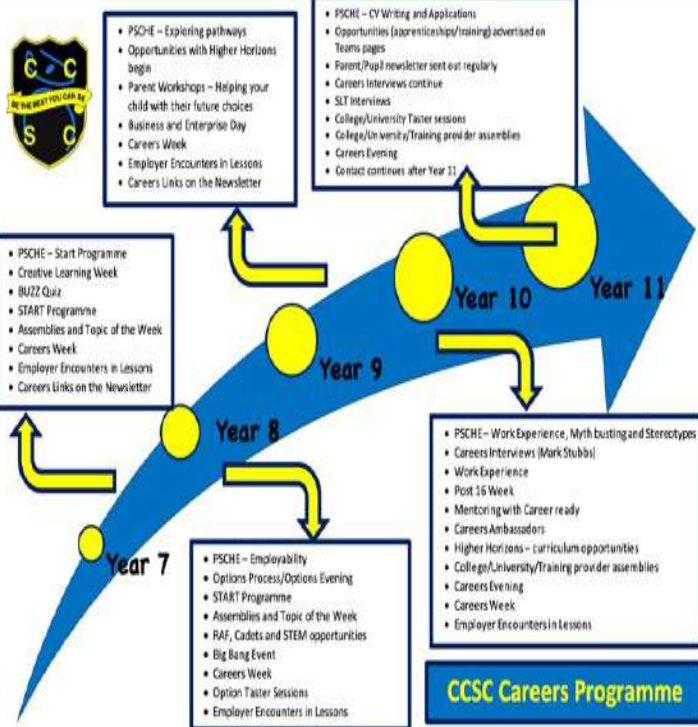 C C
BE THE BEST YOU CAN BE
S C
• PSCHE – Exploring pathways
• Opportunities with Higher Horizons
begin
• Parent Workshops – Helping your
child with their future choices
• Business and Enterprise Day
• Careers Week
• Employer Encounters in Lessons
• Careers Links on the Newsletter
• PSCHE – CV Writing and Applications
• Opportunities (apprenticeships/training) advertised on
Teams pages
• Parent/Pupil newsletter sent out regularly
• Careers Interviews continue
• SLT Interviews
• College/University Taster sessions
• College/University/Training provider assemblies
• Careers Evening
• Contact continues after Year 11
• PSCHE – Start Programme
• Creative Learning Week
• BUZZ Quiz
• START Programme
• Assemblies and Topic of the Week
• Careers Week
• Employer Encounters in Lessons
• Careers Links on the Newsletter
Year 11
Year 10
Year 9
Year 8
Year 7
• PSCHE – Employability
• Options Process/Options Evening
• START Programme
• Assemblies and Topic of the Week
• RAF, Cadets and STEM opportunities
• Big Bang Event
• Careers Week
• Option Taster Sessions
• Employer Encounters in Lessons
• PSCHE – Work Experience, Myth busting and Stereotypes
• Careers Interviews (Mark Stubbs)
• Work Experience
• Post 16 Week
• Mentoring with Career ready
• Careers Ambassadors
• Higher Horizons – curriculum opportunities
• College/University/Training provider assemblies
• Careers Evening
• Careers Week
• Employer Encounters in Lessons
CCSC Careers Programme